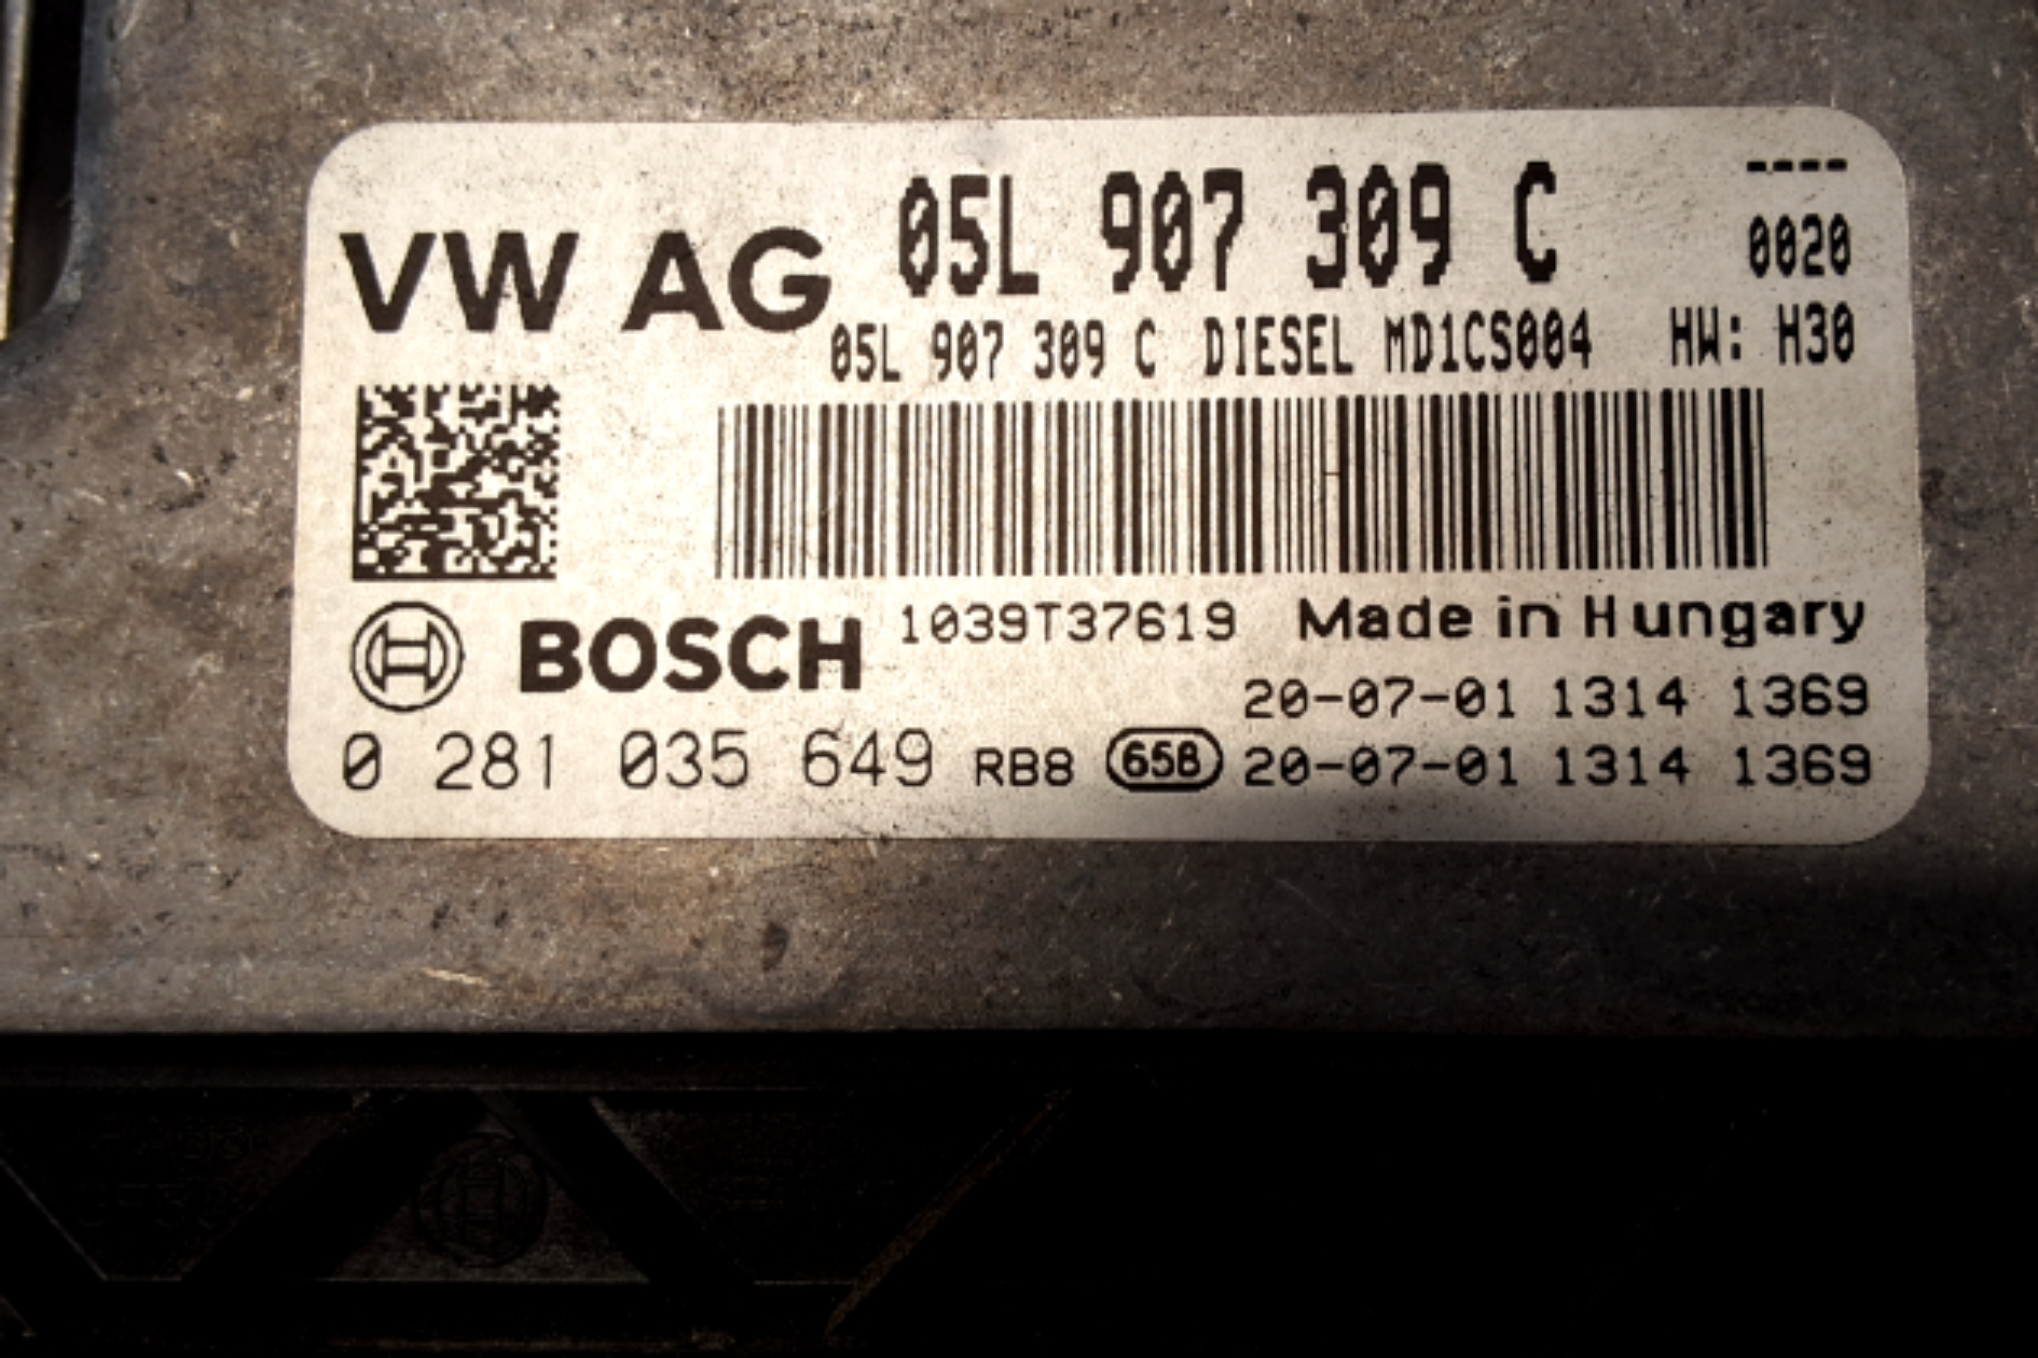 ----
VW AG 05L 907 309 C 0020
05L 907 309 C DIESEL MD1CS004 HW: H30
BOSCH 1039T37619 Made in Hungary
20-07-01 1314 1369
0 281 035 649 RB8 65B 20-07-01 1314 1369